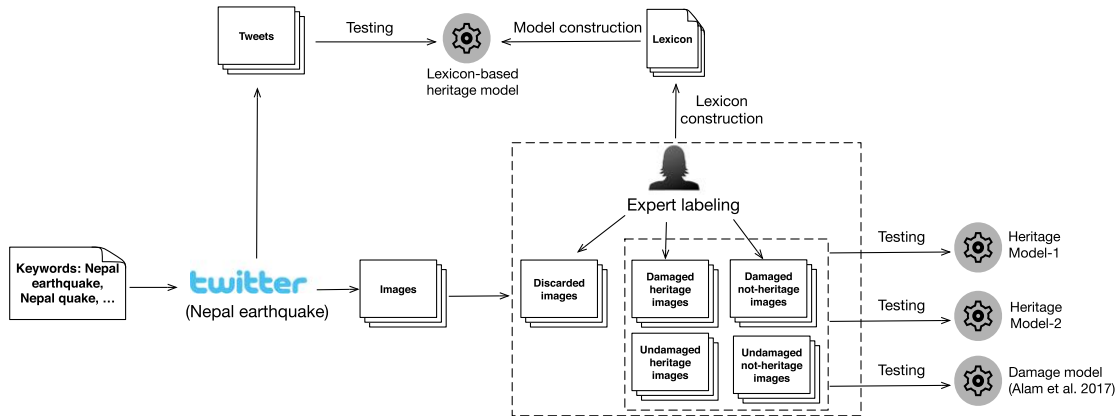 Tweets
Testing
Lexicon-based
heritage model
Model construction
Lexicon
Lexicon
construction
Expert labeling
Keywords: Nepal
earthquake,
Nepal quake, ...
twitter
(Nepal earthquake)
Images
Discarded
images
Damaged
heritage
images
Damaged
not-heritage
images
Undamaged
heritage
images
Undamaged
not-heritage
images
Testing
Heritage
Model-1
Testing
Heritage
Model-2
Testing
Damage model
(Alam et al. 2017)